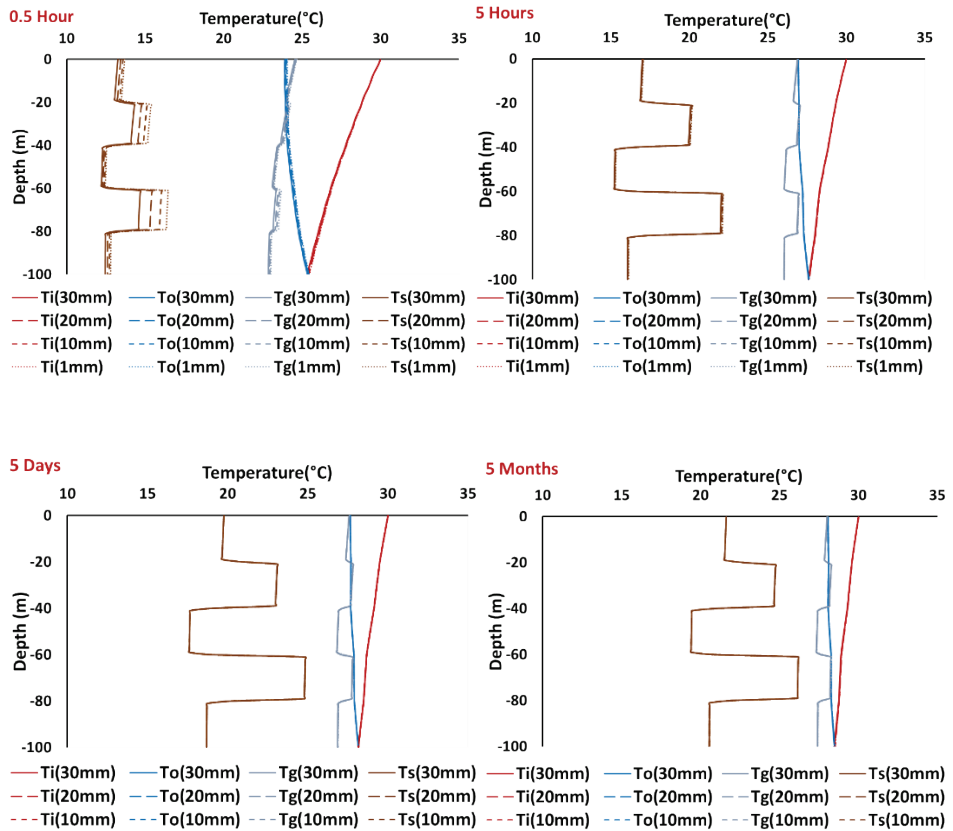 0.5 Hour
Temperature(°C)
10 15 20 25 30 35
Depth (m)
0
-20
-40
-60
-80
-100
Ti(30mm) To(30mm) Tg(30mm) Ts(30mm)
Ti(20mm) To(20mm) Tg(20mm) Ts(20mm)
Ti(10mm) To(10mm) Tg(10mm) Ts(10mm)
Ti(1mm) To(1mm) Tg(1mm) Ts(1mm)
5 Hours
Temperature(°C)
10 15 20 25 30 35
Depth (m)
0
-20
-40
-60
-80
-100
Ti(30mm) To(30mm) Tg(30mm) Ts(30mm)
Ti(20mm) To(20mm) Tg(20mm) Ts(20mm)
Ti(10mm) To(10mm) Tg(10mm) Ts(10mm)
Ti(1mm) To(1mm) Tg(1mm) Ts(1mm)
5 Days
Temperature(°C)
10 15 20 25 30 35
Depth (m)
0
-20
-40
-60
-80
-100
Ti(30mm) To(30mm) Tg(30mm) Ts(30mm)
Ti(20mm) To(20mm) Tg(20mm) Ts(20mm)
Ti(10mm) To(10mm) Tg(10mm) Ts(10mm)
5 Months
Temperature(°C)
10 15 20 25 30 35
Depth (m)
0
-20
-40
-60
-80
-100
Ti(30mm) To(30mm) Tg(30mm) Ts(30mm)
Ti(20mm) To(20mm) Tg(20mm) Ts(20mm)
Ti(10mm) To(10mm) Tg(10mm) Ts(10mm)